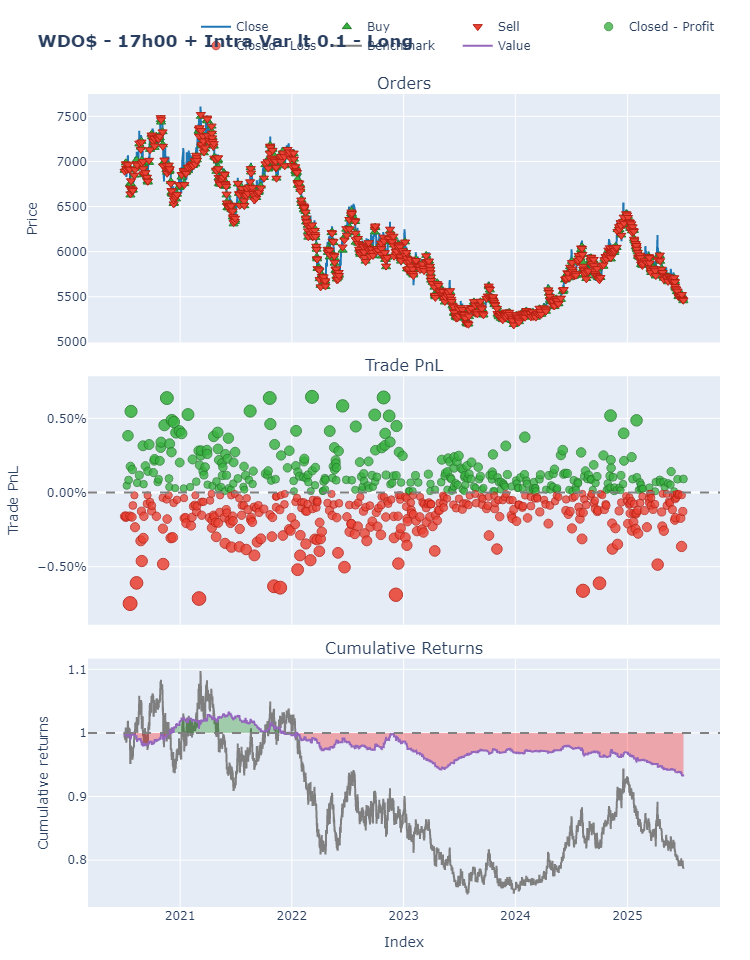 Close Buy Sell Closed - Profit
Closed - Loss Benchmark Value
WDO$ - 17h00 + Intra Var lt 0.1 - Long
Orders
7500
7000
6500
6000
5500
5000
Price
Trade PnL
0.50%
0.00%
−0.50%
Trade PnL
Cumulative Returns
1.1
1
0.9
0.8
Cumulative returns
2021 2022 2023 2024 2025
Index